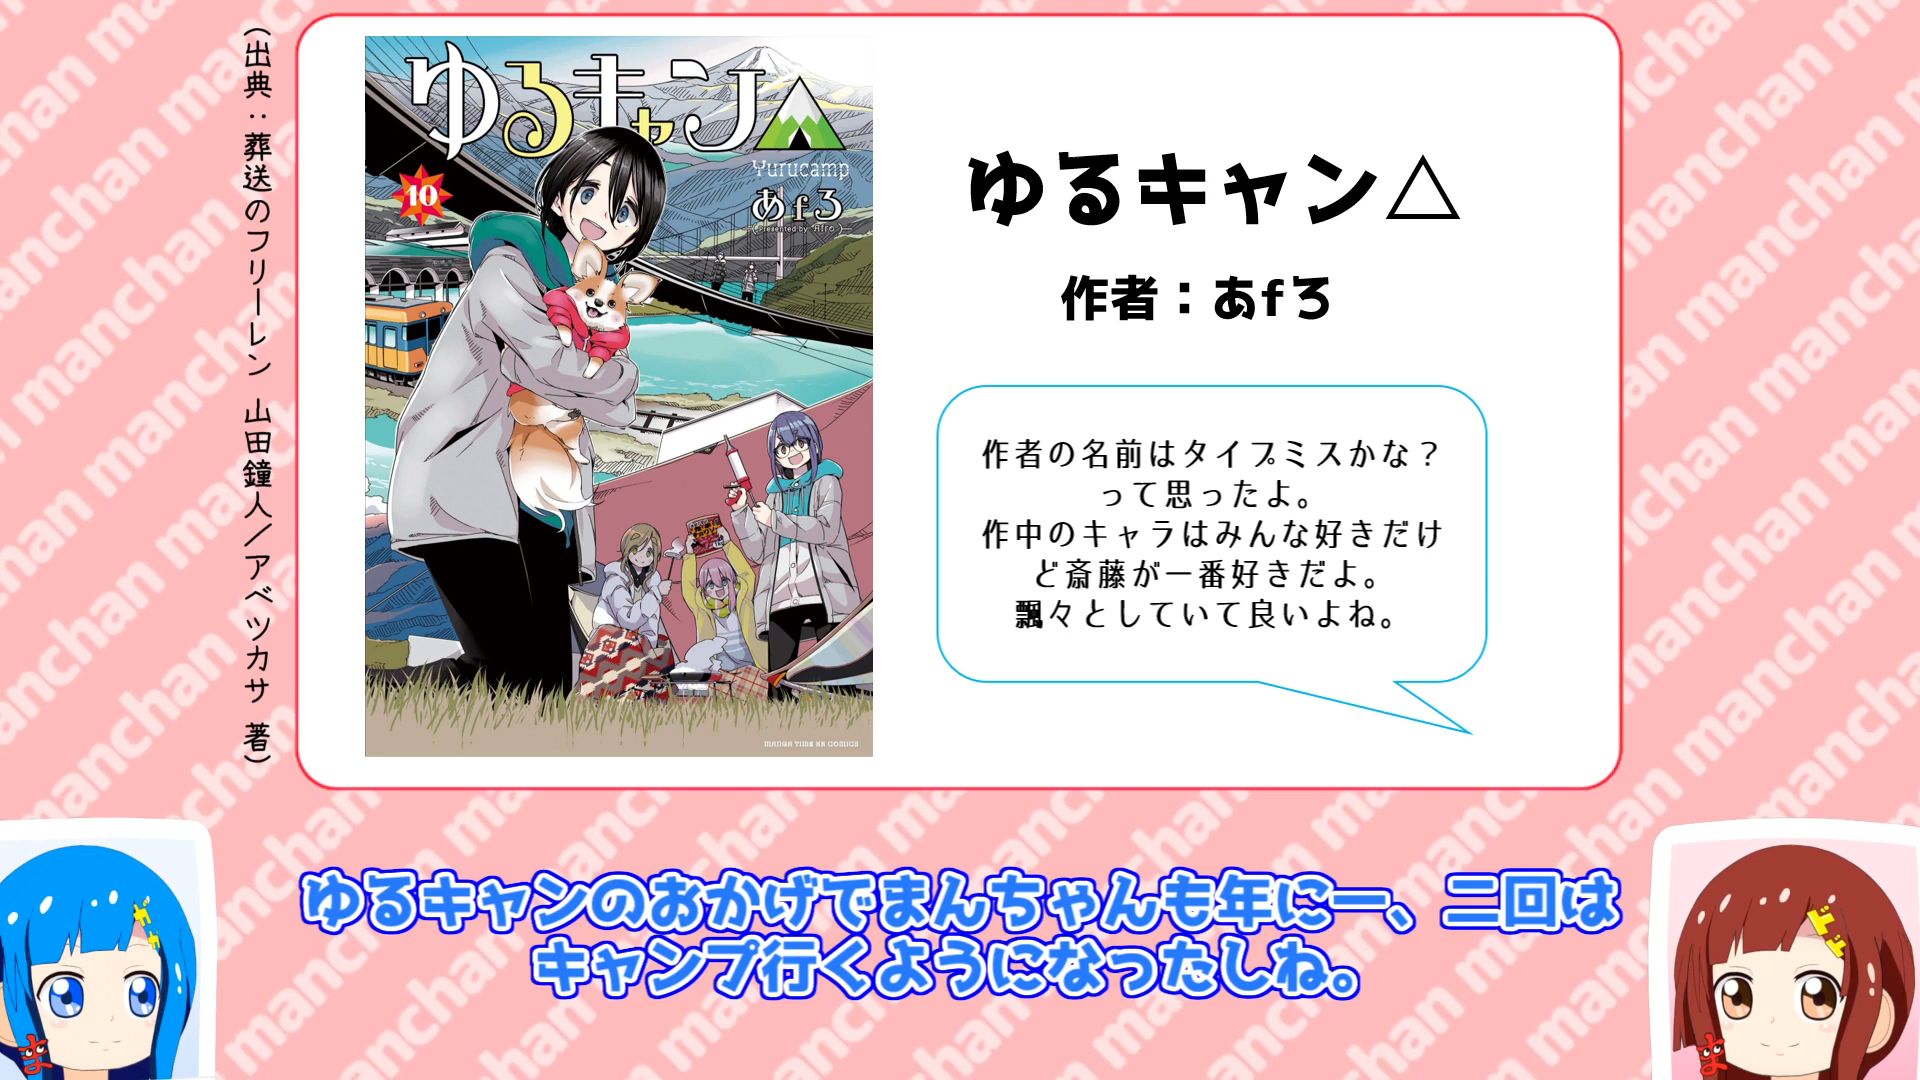 （出典：葬送のフリーレン　山田鐘人／アベツカサ 著）
ゆるキャン△
Yurucamp
あfろ
Presented by Afro
10
MANGA TIME KR COMICS
ゆるキャン△
作者：あfろ
作者の名前はタイプミスかな？
って思ったよ。
作中のキャラはみんな好きだけ
ど斎藤が一番好きだよ。
飄々としていて良いよね。
ゆるキャンのおかげでまんちゃんも年に一、二回は
キャンプ行くようになったしね。
ま
ま
manchan manchan manchan